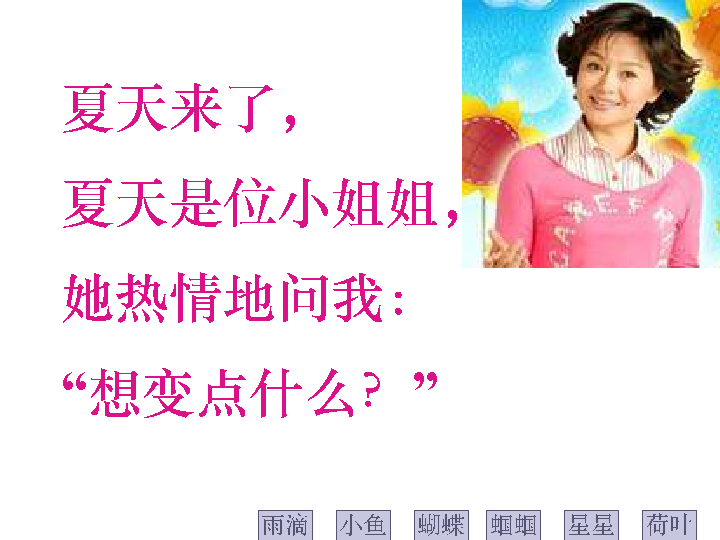 夏天来了，
夏天是位小姐姐，
她热情地问我：
“想变点什么？”
雨滴 小鱼 蝴蝶 蝈蝈 星星 荷叶